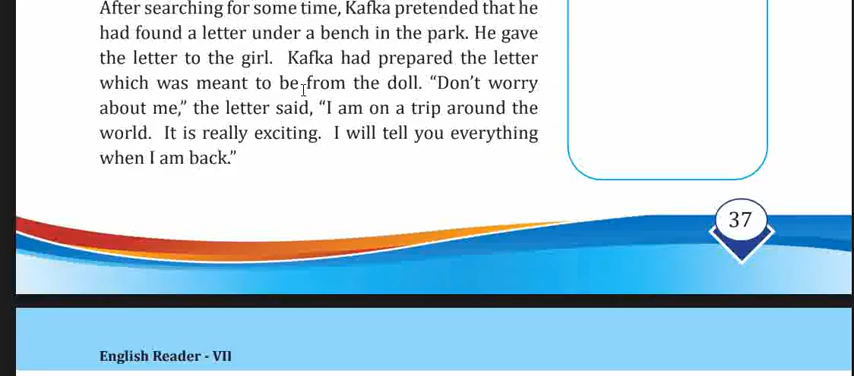 After searching for some time, Kafka pretended that he
had found a letter under a bench in the park. He gave
the letter to the girl.  Kafka had prepared the letter
which was meant to be from the doll. “Don’t worry
about me,” the letter said, “I am on a trip around the
world.  It is really exciting.  I will tell you everything
when I am back.”
37
English Reader - VII